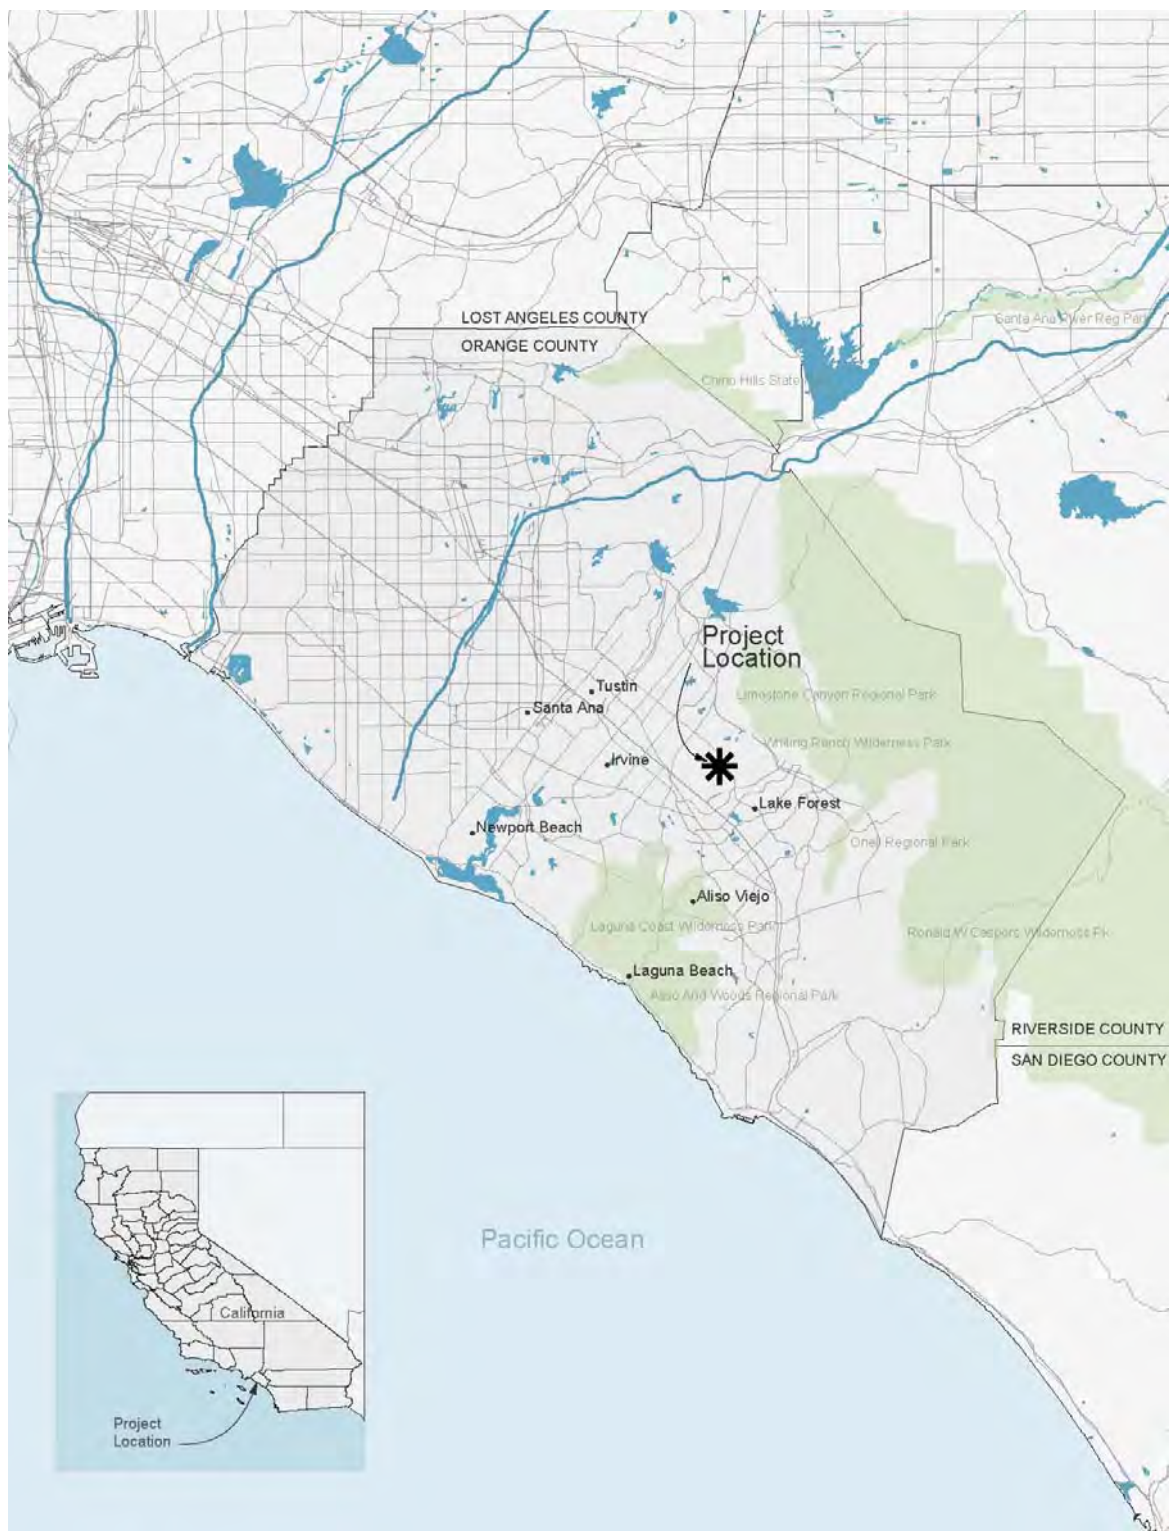 LOST ANGELES COUNTY
ORANGE COUNTY
Santa Ana River Reg Park
Chino Hills State
Project
Location
Tustin
Limestone Canyon Regional Park
Santa Ana
Whiting Ranch Wilderness Park
Irvine
Lake Forest
Newport Beach
Oneil Regional Park
Aliso Viejo
Laguna Coast Wilderness Park
Ronald W Caspers Wilderness Pk
Laguna Beach
Aliso And Woods Regional Park
RIVERSIDE COUNTY
SAN DIEGO COUNTY
Pacific Ocean
California
Project
Location